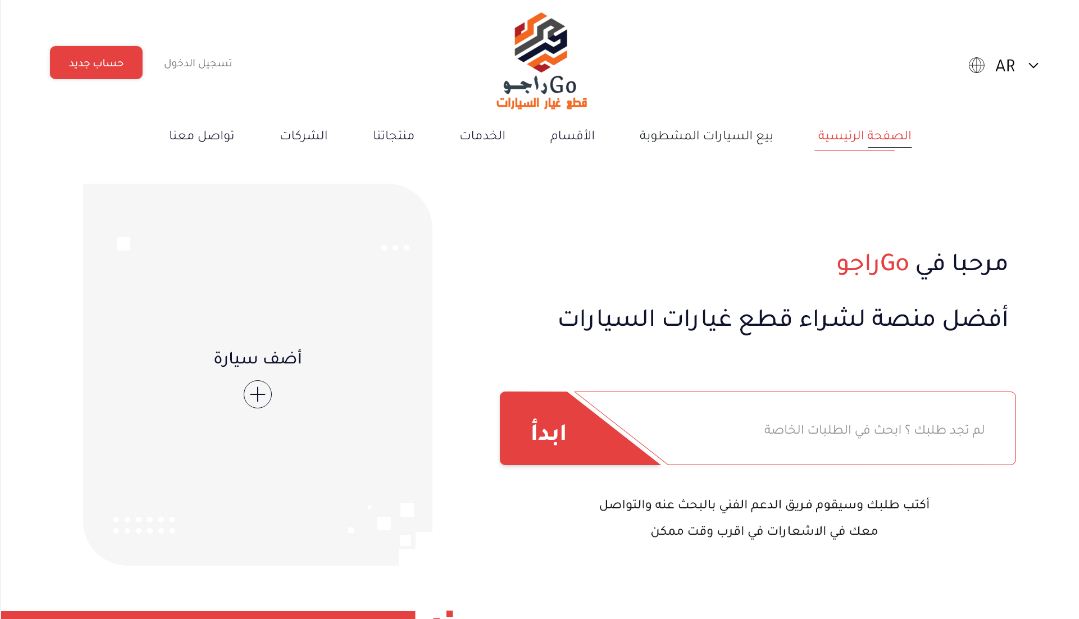 AR
Goراجو
قطع غيار السيارات
تسجيل الدخول
حساب جديد
الصفحة الرئيسية
بيع السيارات المشطوبة
الأقسام
الخدمات
منتجاتنا
الشركات
تواصل معنا
مرحبا في Goراجو
أفضل منصة لشراء قطع غيارات السيارات
لم تجد طلبك ؟ ابحث في الطلبات الخاصة
ابدأ
أكتب طلبك وسيقوم فريق الدعم الفني بالبحث عنه والتواصل
معك في الاشعارات في اقرب وقت ممكن
أضف سيارة